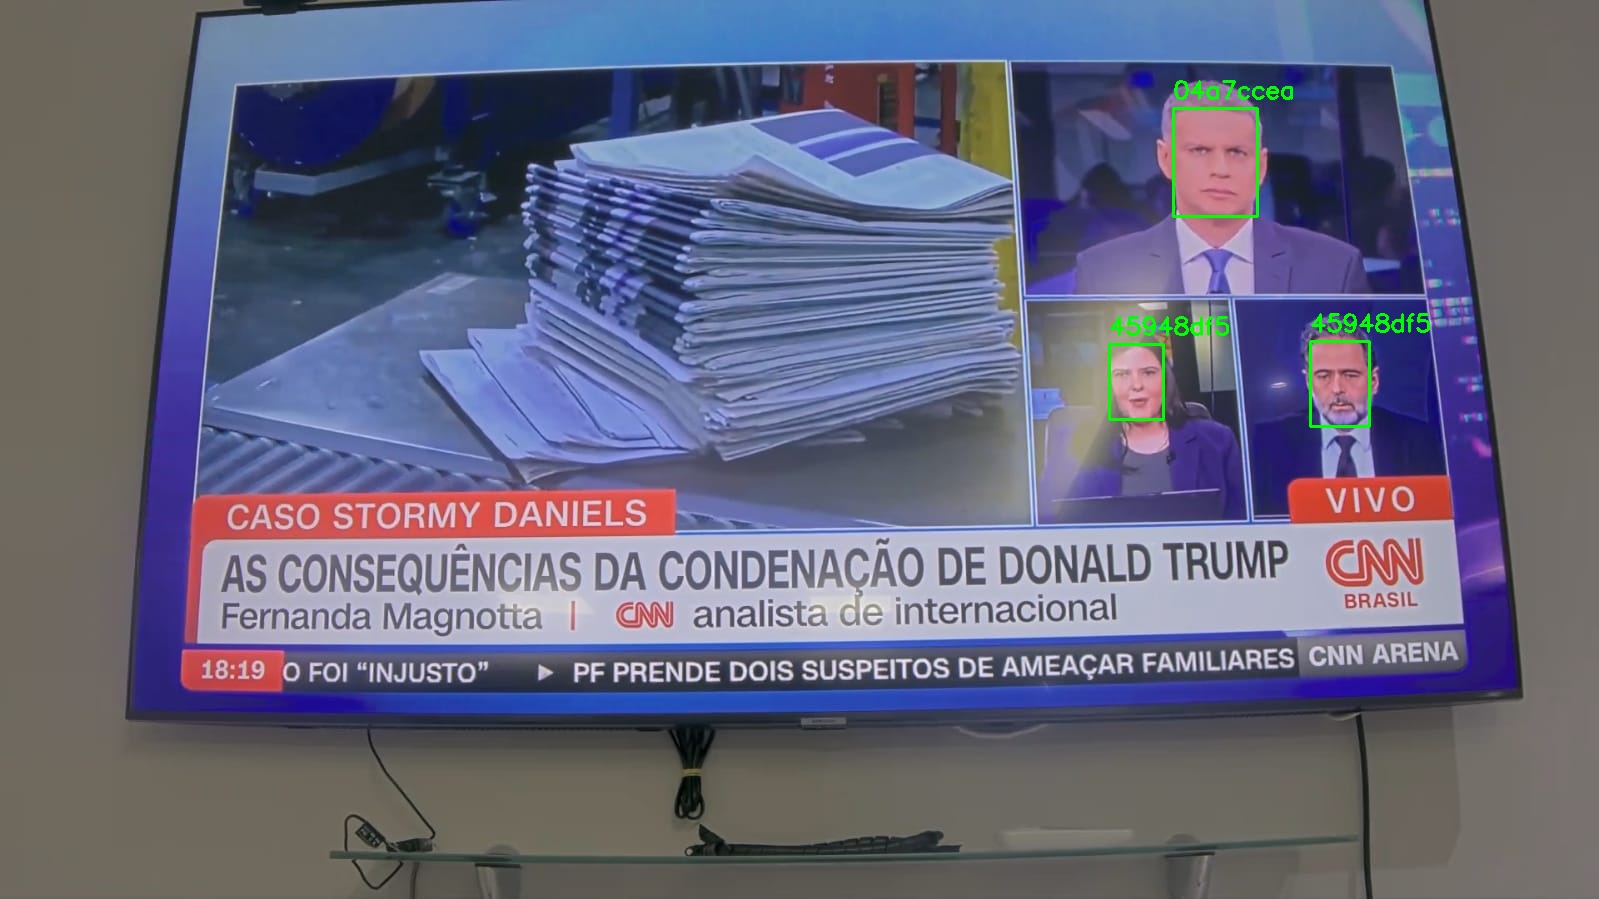 04a7ccea
45948df5
45948df5
CASO STORMY DANIELS
VIVO
AS CONSEQUÊNCIAS DA CONDENAÇÃO DE DONALD TRUMP
Fernanda Magnotta | CNN analista de internacional
CNN
BRASIL
18:19 O FOI “INJUSTO” ► PF PRENDE DOIS SUSPEITOS DE AMEAÇAR FAMILIARES CNN ARENA